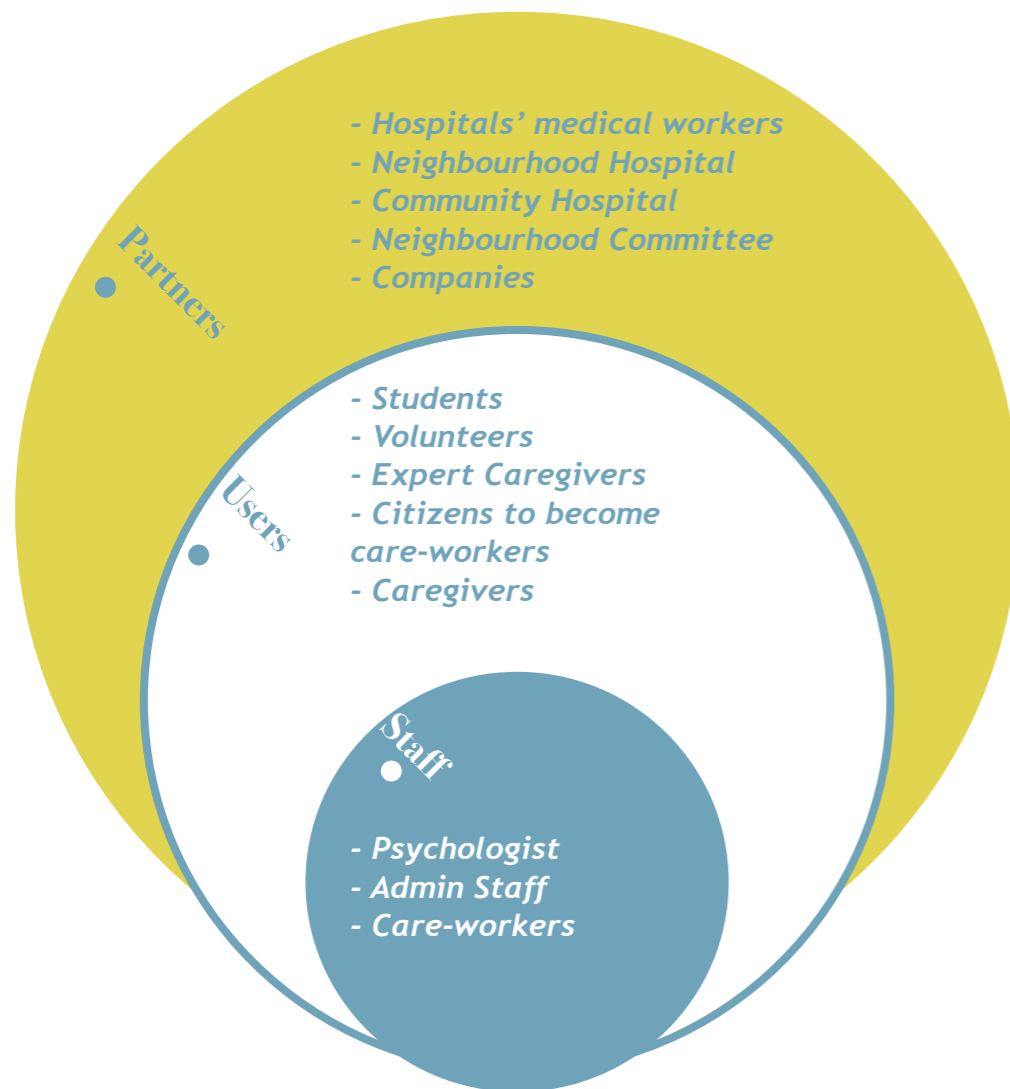 - Hospitals’ medical workers
- Neighbourhood Hospital
- Community Hospital
- Neighbourhood Committee
- Companies
Partners
- Students
- Volunteers
- Expert Caregivers
- Citizens to become
care-workers
- Caregivers
Users
Staff
- Psychologist
- Admin Staff
- Care-workers